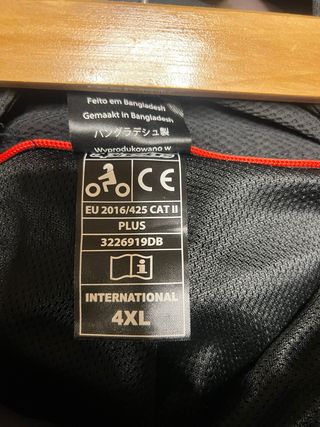 Feito em Bangladesh
Gemaakt in Bangladesh
バングラデシュ製
Wyprodukowano w
CE
EU 2016/425 CAT II
PLUS
3226919DB
i
INTERNATIONAL
4XL